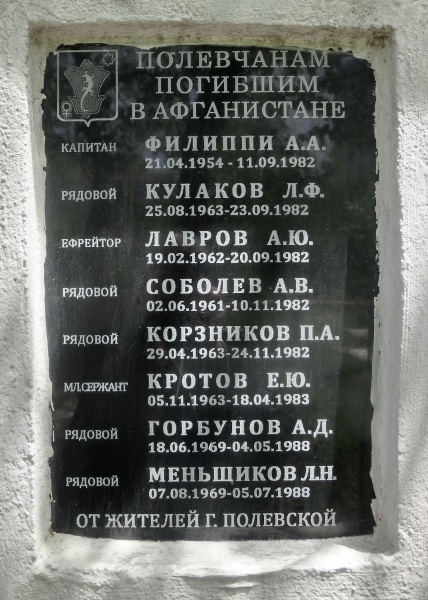 ПОЛЕВЧАНАМ
ПОГИБШИМ
В АФГАНИСТАНЕ
КАПИТАН ФИЛИППИ А.А.
21.04.1954 - 11.09.1982
РЯДОВОЙ КУЛАКОВ Л.Ф.
25.08.1963-23.09.1982
ЕФРЕЙТОР ЛАВРОВ А.Ю.
19.02.1962-20.09.1982
РЯДОВОЙ СОБОЛЕВ А.В.
02.06.1961-10.11.1982
РЯДОВОЙ КОРЗНИКОВ П.А.
29.04.1963-24.11.1982
МЛ.СЕРЖАНТ КРОТОВ Е.Ю.
05.11.1963-18.04.1983
РЯДОВОЙ ГОРБУНОВ А.Д.
18.06.1969-04.05.1988
РЯДОВОЙ МЕНЬЩИКОВ Л.Н.
07.08.1969-05.07.1988
ОТ ЖИТЕЛЕЙ Г. ПОЛЕВСКОЙ